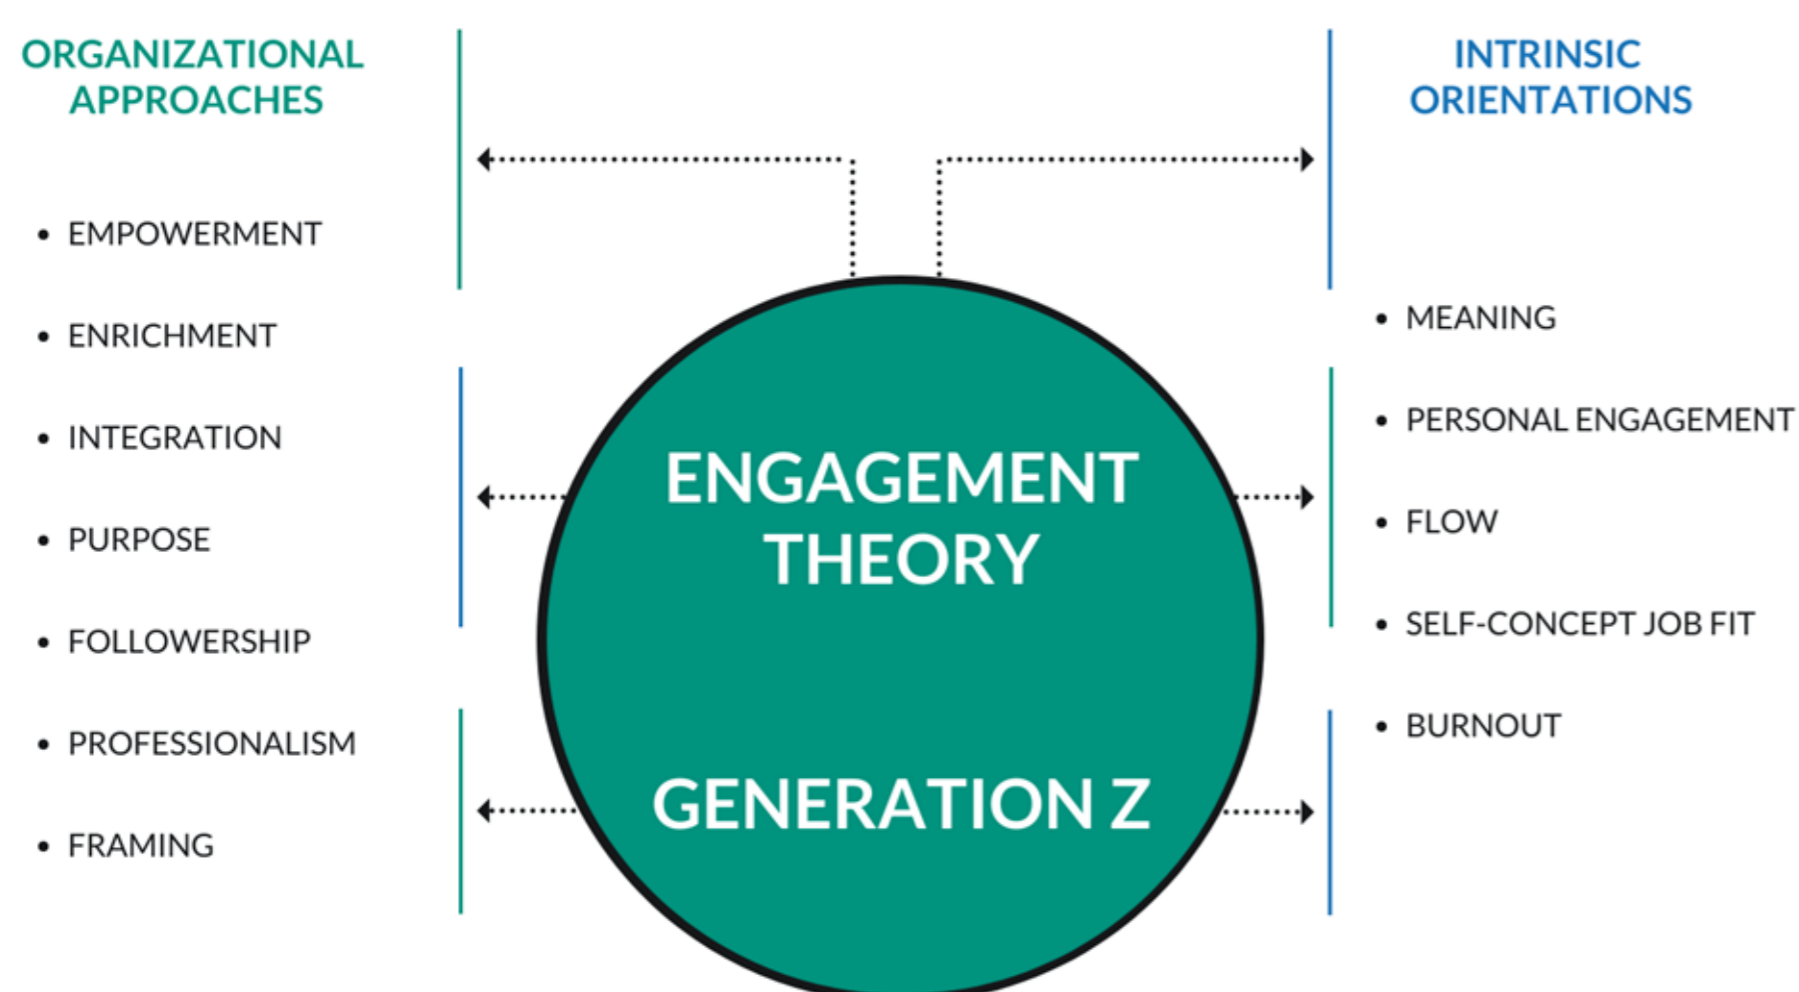 ORGANIZATIONAL
APPROACHES
• EMPOWERMENT
• ENRICHMENT
• INTEGRATION
• PURPOSE
• FOLLOWERSHIP
• PROFESSIONALISM
• FRAMING
ENGAGEMENT
THEORY
GENERATION Z
INTRINSIC
ORIENTATIONS
• MEANING
• PERSONAL ENGAGEMENT
• FLOW
• SELF-CONCEPT JOB FIT
• BURNOUT